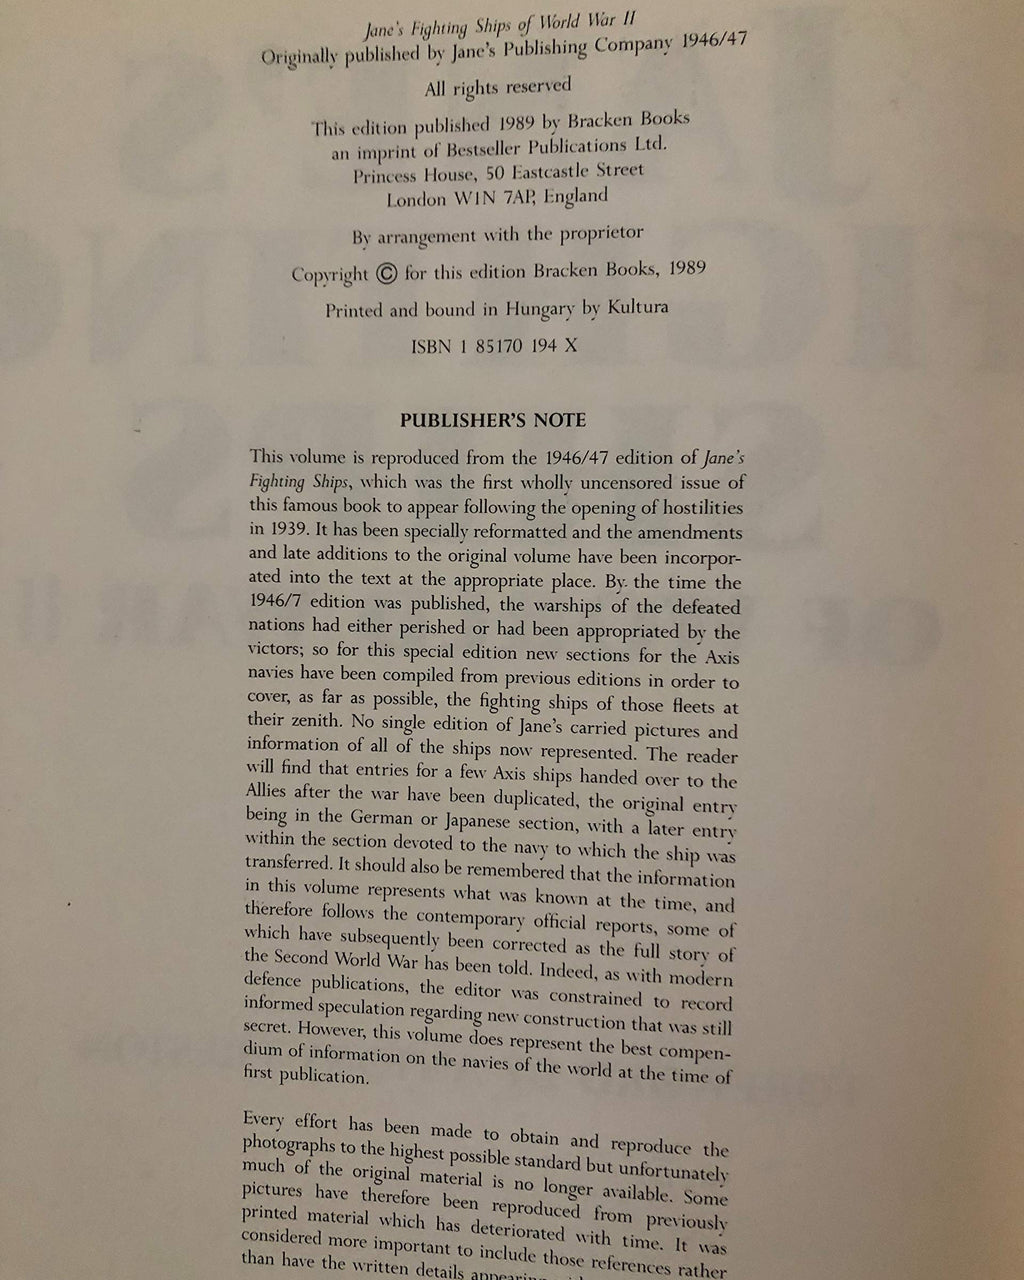 Jane's Fighting Ships of World War II
Originally published by Jane's Publishing Company 1946/47
All rights reserved
This edition published 1989 by Bracken Books
an imprint of Bestseller Publications Ltd.
Princess House, 50 Eastcastle Street
London W1N 7AP, England
By arrangement with the proprietor
Copyright © for this edition Bracken Books, 1989
Printed and bound in Hungary by Kultura
ISBN 1 85170 194 X
PUBLISHER'S NOTE
This volume is reproduced from the 1946/47 edition of Jane's
Fighting Ships, which was the first wholly uncensored issue of
this famous book to appear following the opening of hostilities
in 1939. It has been specially reformatted and the amendments
and late additions to the original volume have been incorpor-
ated into the text at the appropriate place. By. the time the
1946/7 edition was published, the warships of the defeated
nations had either perished or had been appropriated by the
victors; so for this special edition new sections for the Axis
navies have been compiled from previous editions in order to
cover, as far as possible, the fighting ships of those fleets at
their zenith. No single edition of Jane's carried pictures and
information of all of the ships now represented. The reader
will find that entries for a few Axis ships handed over to the
Allies after the war have been duplicated, the original entry
being in the German or Japanese section, with a later entry
within the section devoted to the navy to which the ship was
transferred. It should also be remembered that the information
in this volume represents what was known at the time, and
therefore follows the contemporary official reports, some of
which have subsequently been corrected as the full story of
the Second World War has been told. Indeed, as with modern
defence publications, the editor was constrained to record
informed speculation regarding new construction that was still
secret. However, this volume does represent the best compen-
dium of information on the navies of the world at the time of
first publication.
Every effort has been made to obtain and reproduce the
photographs to the highest possible standard but unfortunately
much of the original material is no longer available. Some
pictures have therefore been reproduced from previously
printed material which has deteriorated with time. It was
considered more important to include those references rather
than have the written details